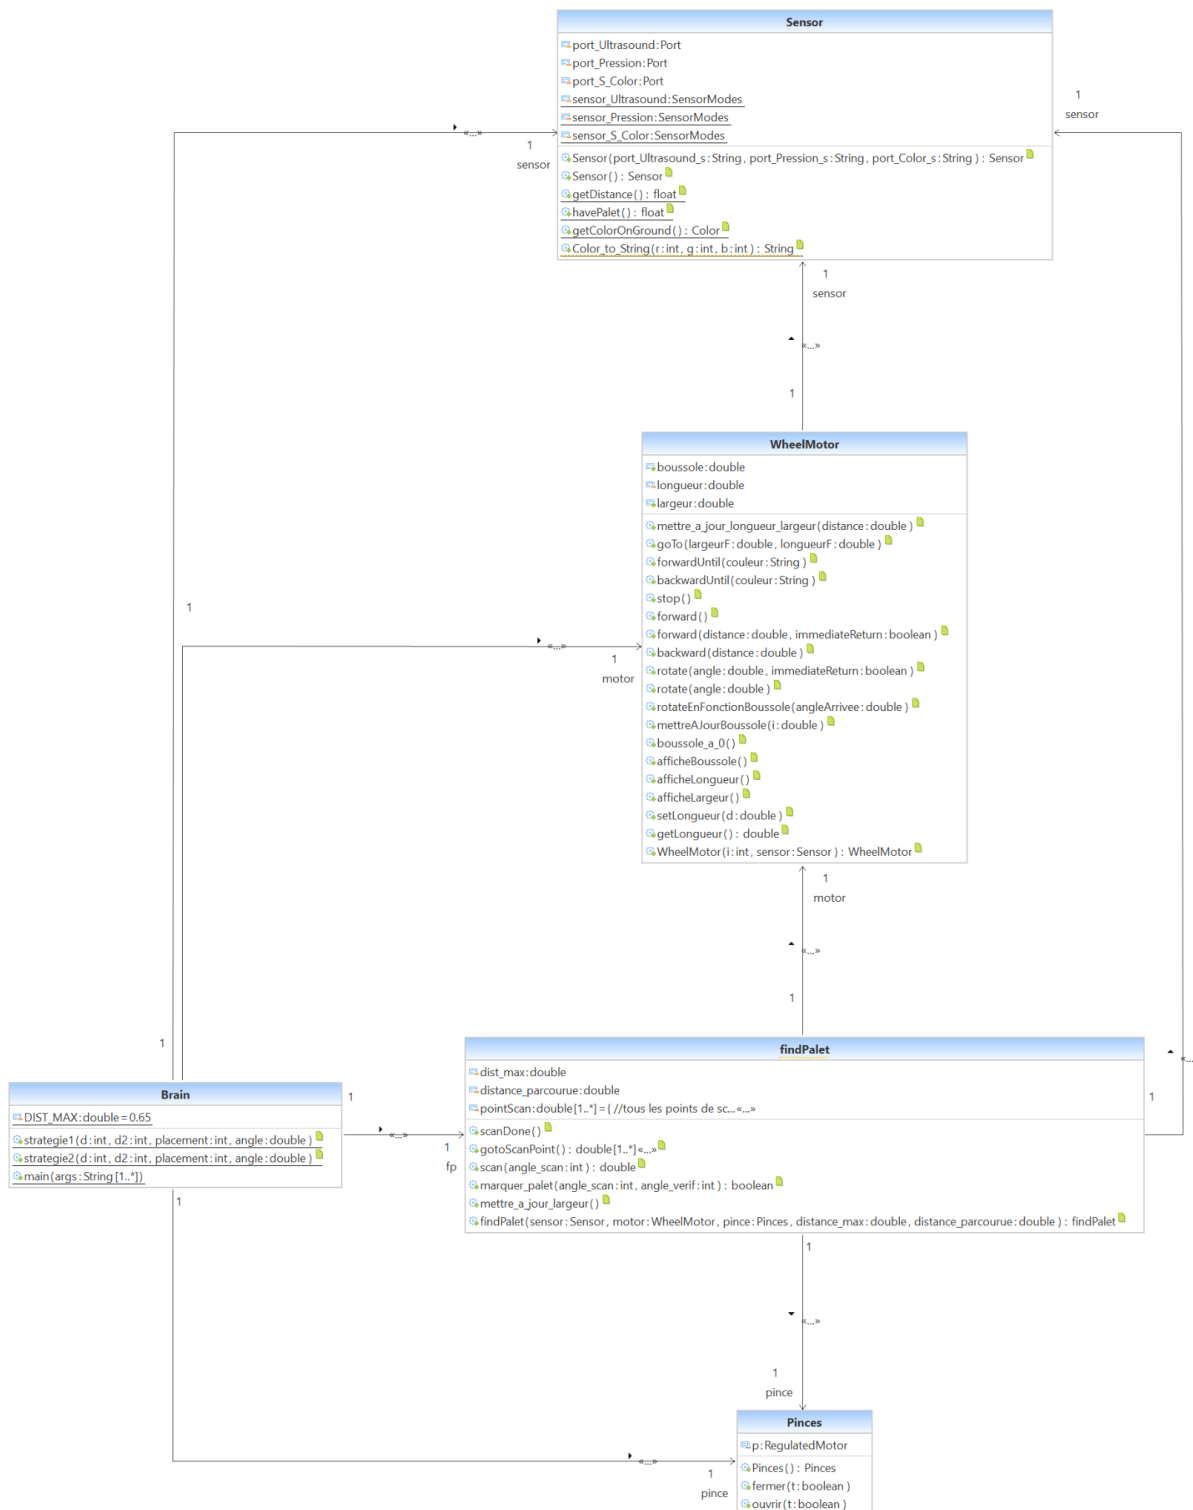 Sensor
port_Ultrasound:Port
port_Pression:Port
port_S_Color:Port
sensor_Ultrasound:SensorModes
sensor_Pression:SensorModes
sensor_S_Color:SensorModes
Sensor(port_Ultrasound_s:String, port_Pression_s:String, port_Color_s:String) : Sensor
Sensor() : Sensor
getDistance() : float
havePalet() : float
getColorOnGround() : Color
Color_to_String(r:int, g:int, b:int) : String
1
sensor
«...»
1
sensor
1
sensor
«...»
1
WheelMotor
boussole:double
longueur:double
largeur:double
mettre_a_jour_longueur_largeur(distance:double)
goTo(largeurF:double, longueurF:double)
forwardUntil(couleur:String)
backwardUntil(couleur:String)
stop()
forward()
forward(distance:double, immediateReturn:boolean)
backward(distance:double)
rotate(angle:double, immediateReturn:boolean)
rotate(angle:double)
rotateEnFonctionBoussole(angleArrivee:double)
mettreAJourBoussole(i:double)
boussole_a_0()
afficheBoussole()
afficheLongueur()
afficheLargeur()
setLongueur(d:double)
getLongueur() : double
WheelMotor(i:int, sensor:Sensor) : WheelMotor
1
«...»
1
motor
1
motor
«...»
1
1
«...»
findPalet
dist_max:double
distance_parcourue:double
pointScan:double[1..*]={ //tous les points de sc...«...»
scanDone()
gotoScanPoint() : double[1..*]«...»
scan(angle_scan:int) : double
marquer_palet(angle_scan:int, angle_verif:int) : boolean
mettre_a_jour_largeur()
findPalet(sensor:Sensor, motor:WheelMotor, pince:Pinces, distance_max:double, distance_parcourue:double) : findPalet
1
Brain
DIST_MAX:double=0.65
strategie1(d:int, d2:int, placement:int, angle:double)
strategie2(d:int, d2:int, placement:int, angle:double)
main(args:String[1..*])
1
«...»
1
fp
1
1
«...»
1
pince
«...»
1
pince
Pinces
p:RegulatedMotor
Pinces() : Pinces
fermer(t:boolean)
ouvrir(t:boolean)